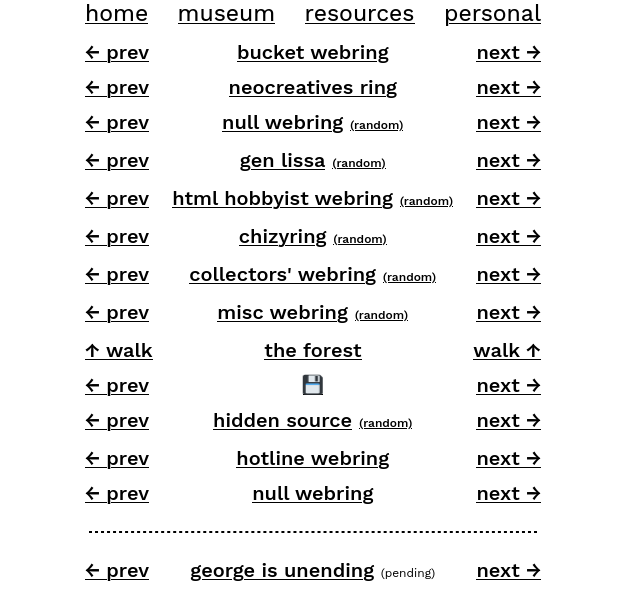 home museum resources personal
← prev bucket webring next →
← prev neocreatives ring next →
← prev null webring (random) next →
← prev gen lissa (random) next →
← prev html hobbyist webring (random) next →
← prev chizyring (random) next →
← prev collectors' webring (random) next →
← prev misc webring (random) next →
↑ walk the forest walk ↑
← prev 💾 next →
← prev hidden source (random) next →
← prev hotline webring next →
← prev null webring next →
← prev george is unending (pending) next →